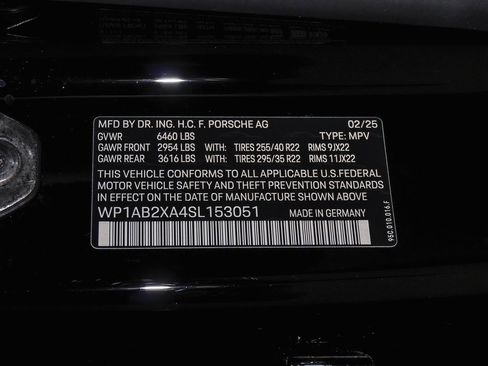 MFD BY DR. ING. H.C. F. PORSCHE AG 02/25
GVWR 6460 LBS TYPE: MPV
GAWR FRONT 2954 LBS WITH: TIRES 255/40 R22 RIMS 9JX22
GAWR REAR 3616 LBS WITH: TIRES 295/35 R22 RIMS 11JX22
THIS VEHICLE CONFORMS TO ALL APPLICABLE U.S.FEDERAL
MOTOR VEHICLE SAFETY AND THEFT PREVENTION STANDARDS
IN EFFECT ON THE DATE OF MANUFACTURE SHOWN ABOVE.
WP1AB2XA4SL153051 MADE IN GERMANY
95C.010.016.F